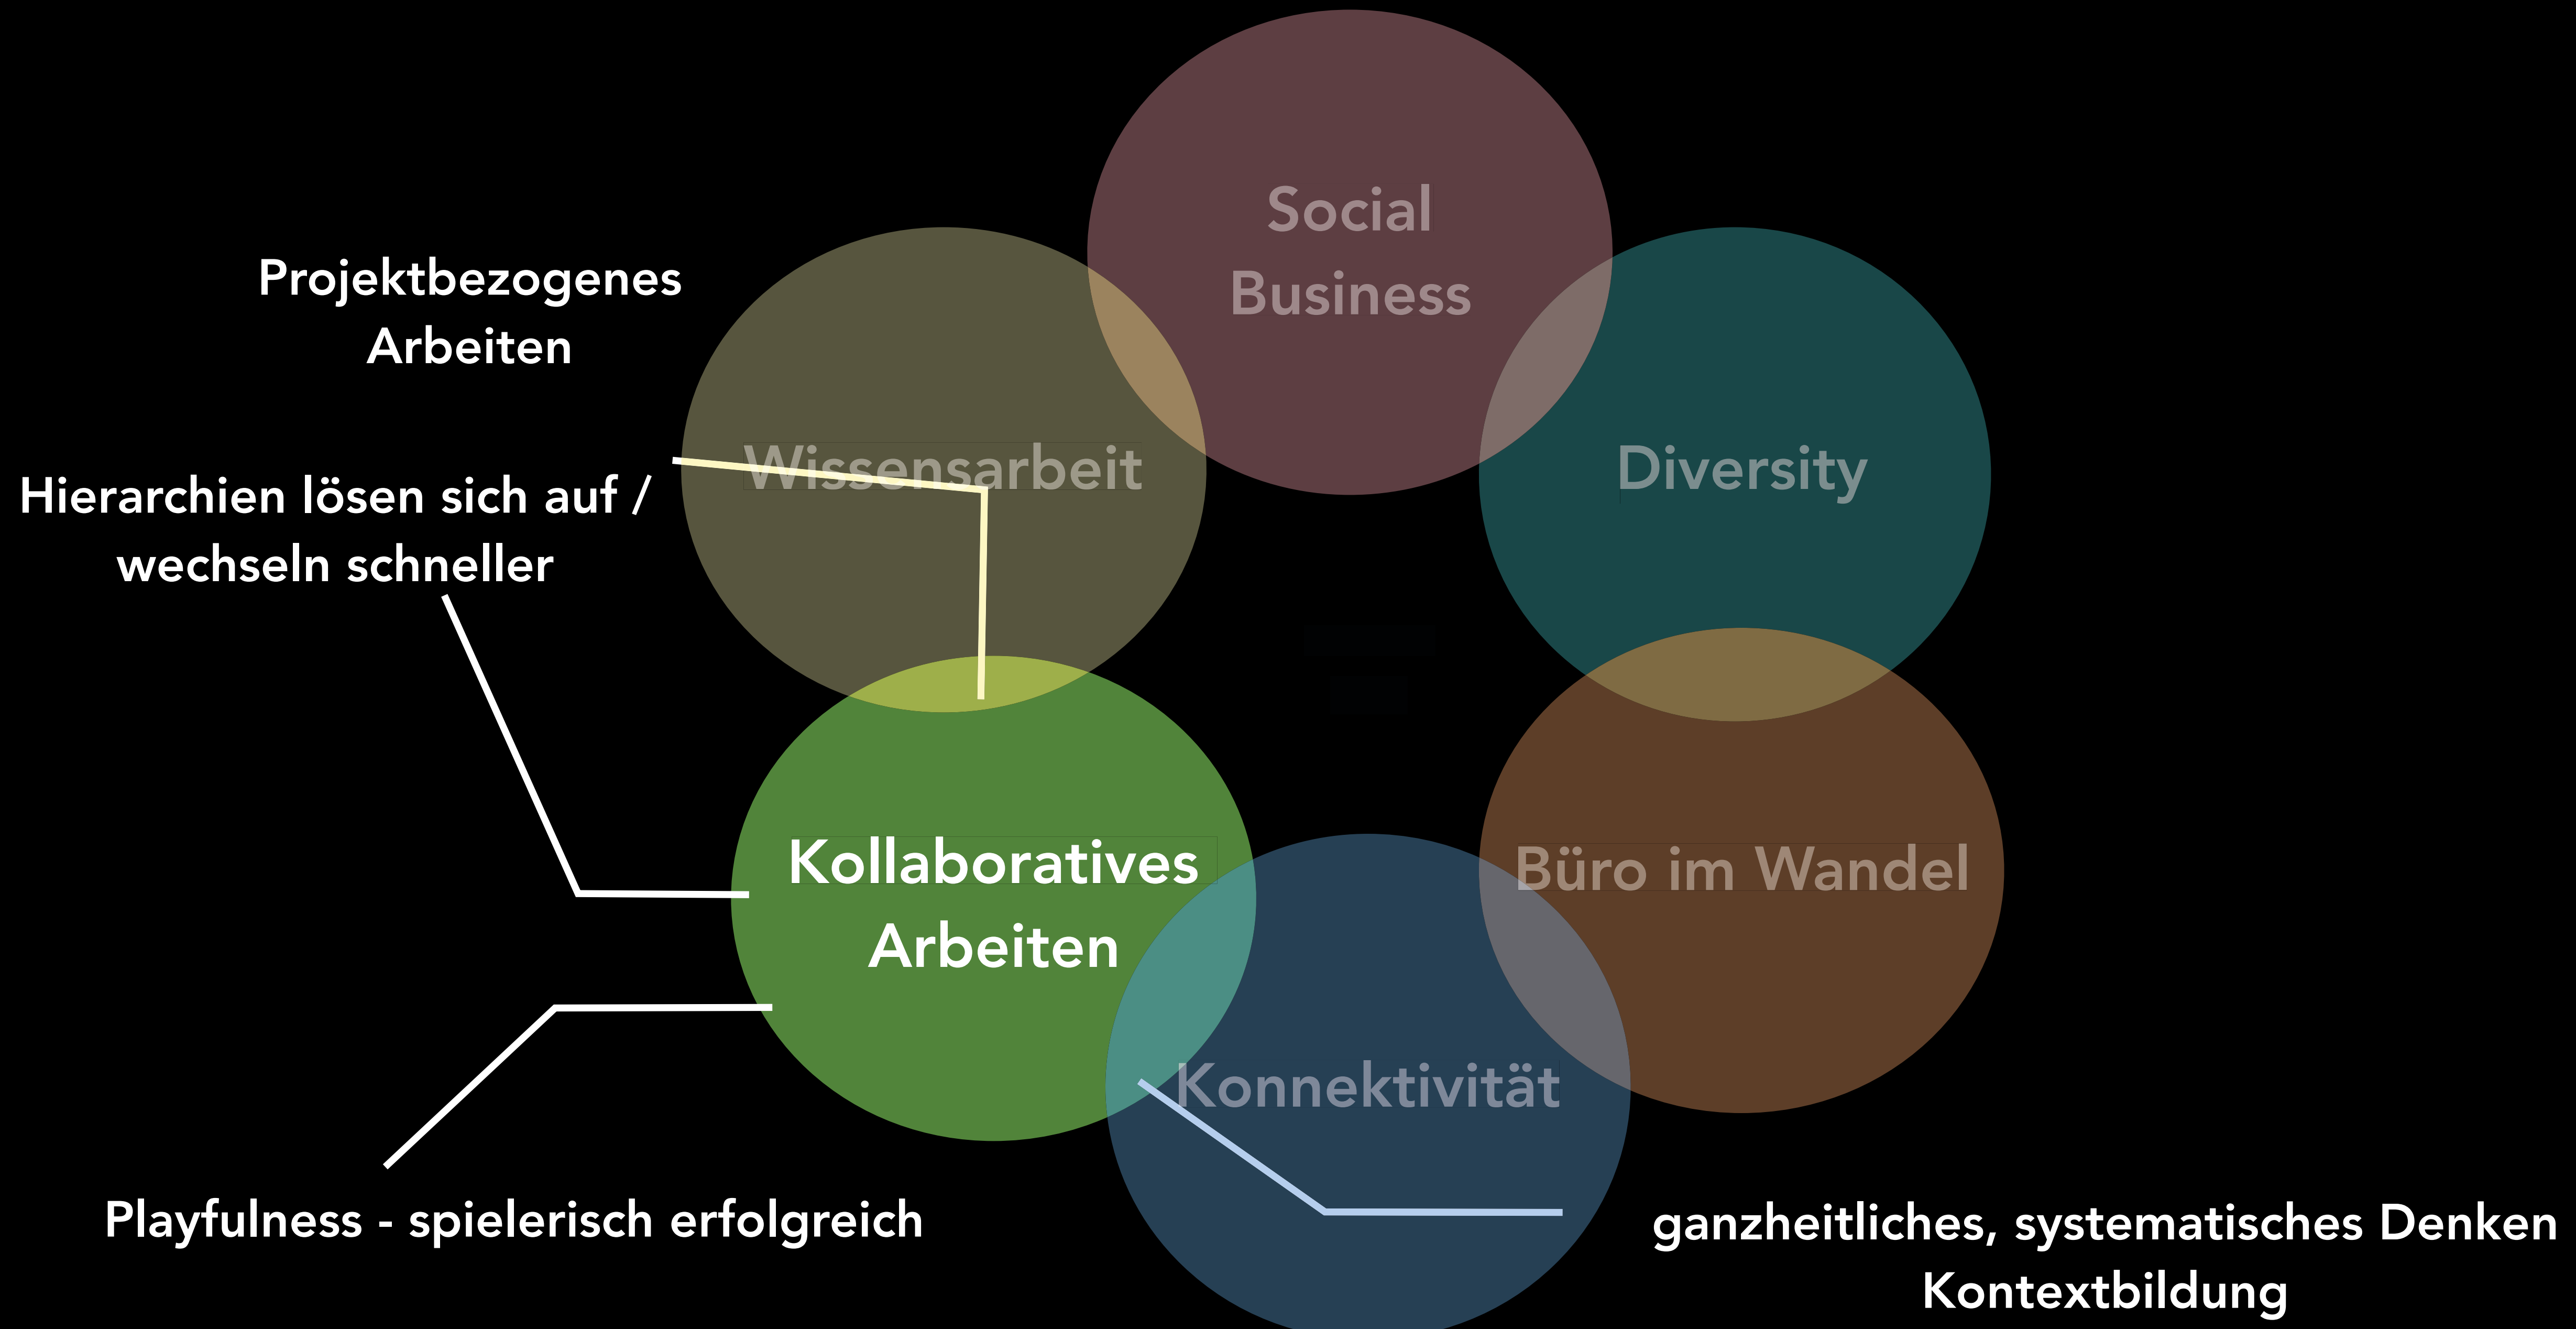 Social
Business
Projektbezogenes
Arbeiten
Wissensarbeit
Diversity
Hierarchien lösen sich auf /
wechseln schneller
Kollaboratives
Arbeiten
Büro im Wandel
Konnektivität
Playfulness - spielerisch erfolgreich
ganzheitliches, systematisches Denken
Kontextbildung